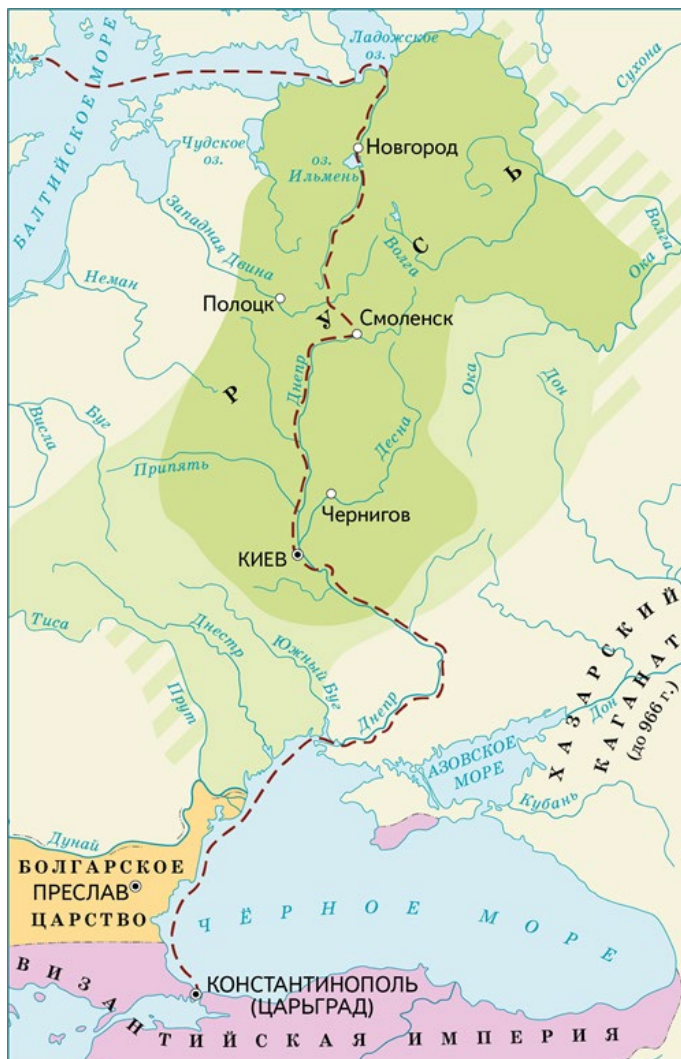 Ладожское
оз.
БАЛТИЙСКОЕ МОРЕ
Сухона
Чудское
оз.
Новгород
оз.
Ильмень
РУСЬ
Западная Двина
Волга
Волга
Ока
Неман
Полоцк
Смоленск
Днепр
Ока
Дон
Висла
Буг
Десна
Припять
Чернигов
КИЕВ
Тиса
Днестр
Южный Буг
Прут
Днепр
ХАЗАРСКИЙ
КАГАНАТ
(до 966 г.)
Дон
АЗОВСКОЕ
МОРЕ
Кубань
Дунай
БОЛГАРСКОЕ
ПРЕСЛАВ
ЦАРСТВО
ЧЁРНОЕ МОРЕ
КОНСТАНТИНОПОЛЬ
(ЦАРЬГРАД)
ВИЗАНТИЙСКАЯ ИМПЕРИЯ